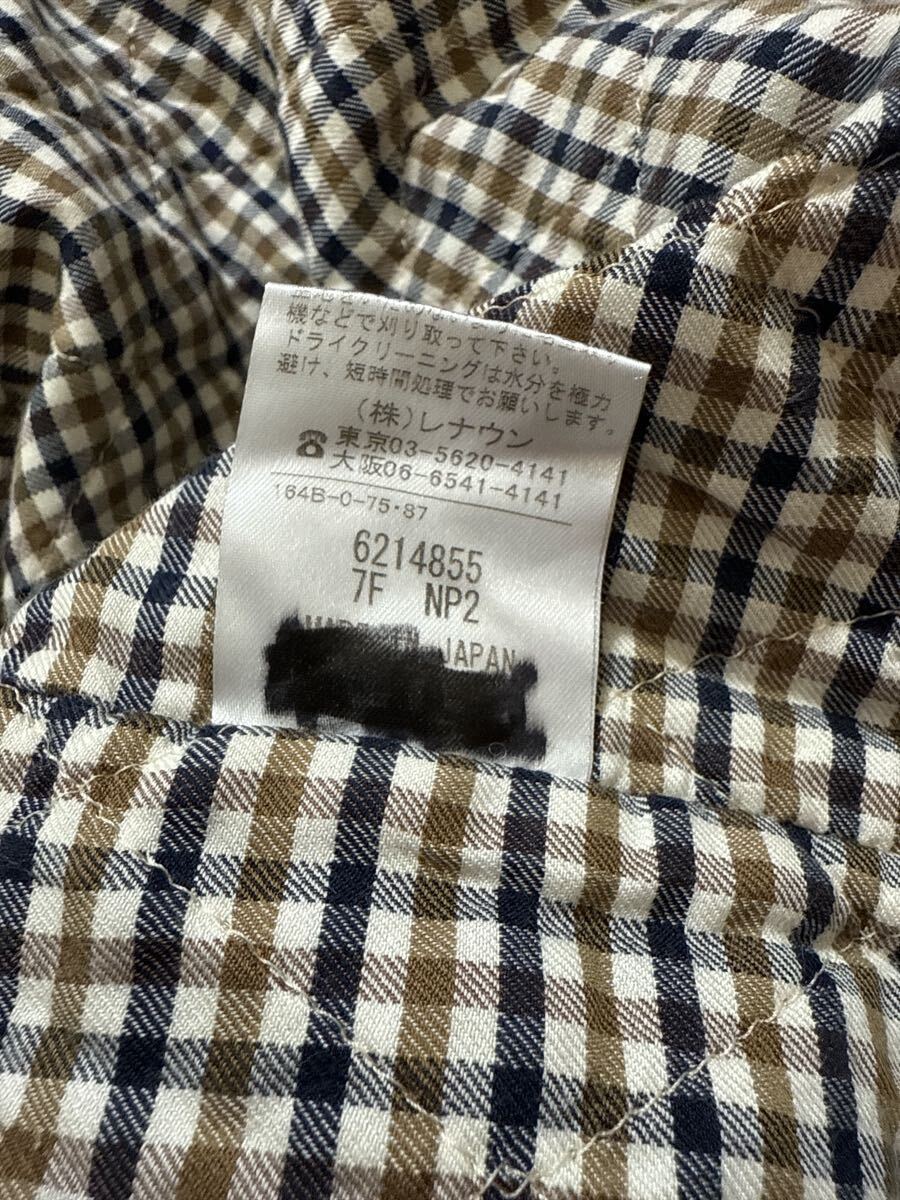 機などで刈り取って下さい。
ドライクリーニングは水分を極力
避け、短時間処理でお願いします。
(株)レナウン
☎ 東京03-5620-4141
大阪06-6541-4141
164B-0-75・87
6214855
7F NP2
JAPAN